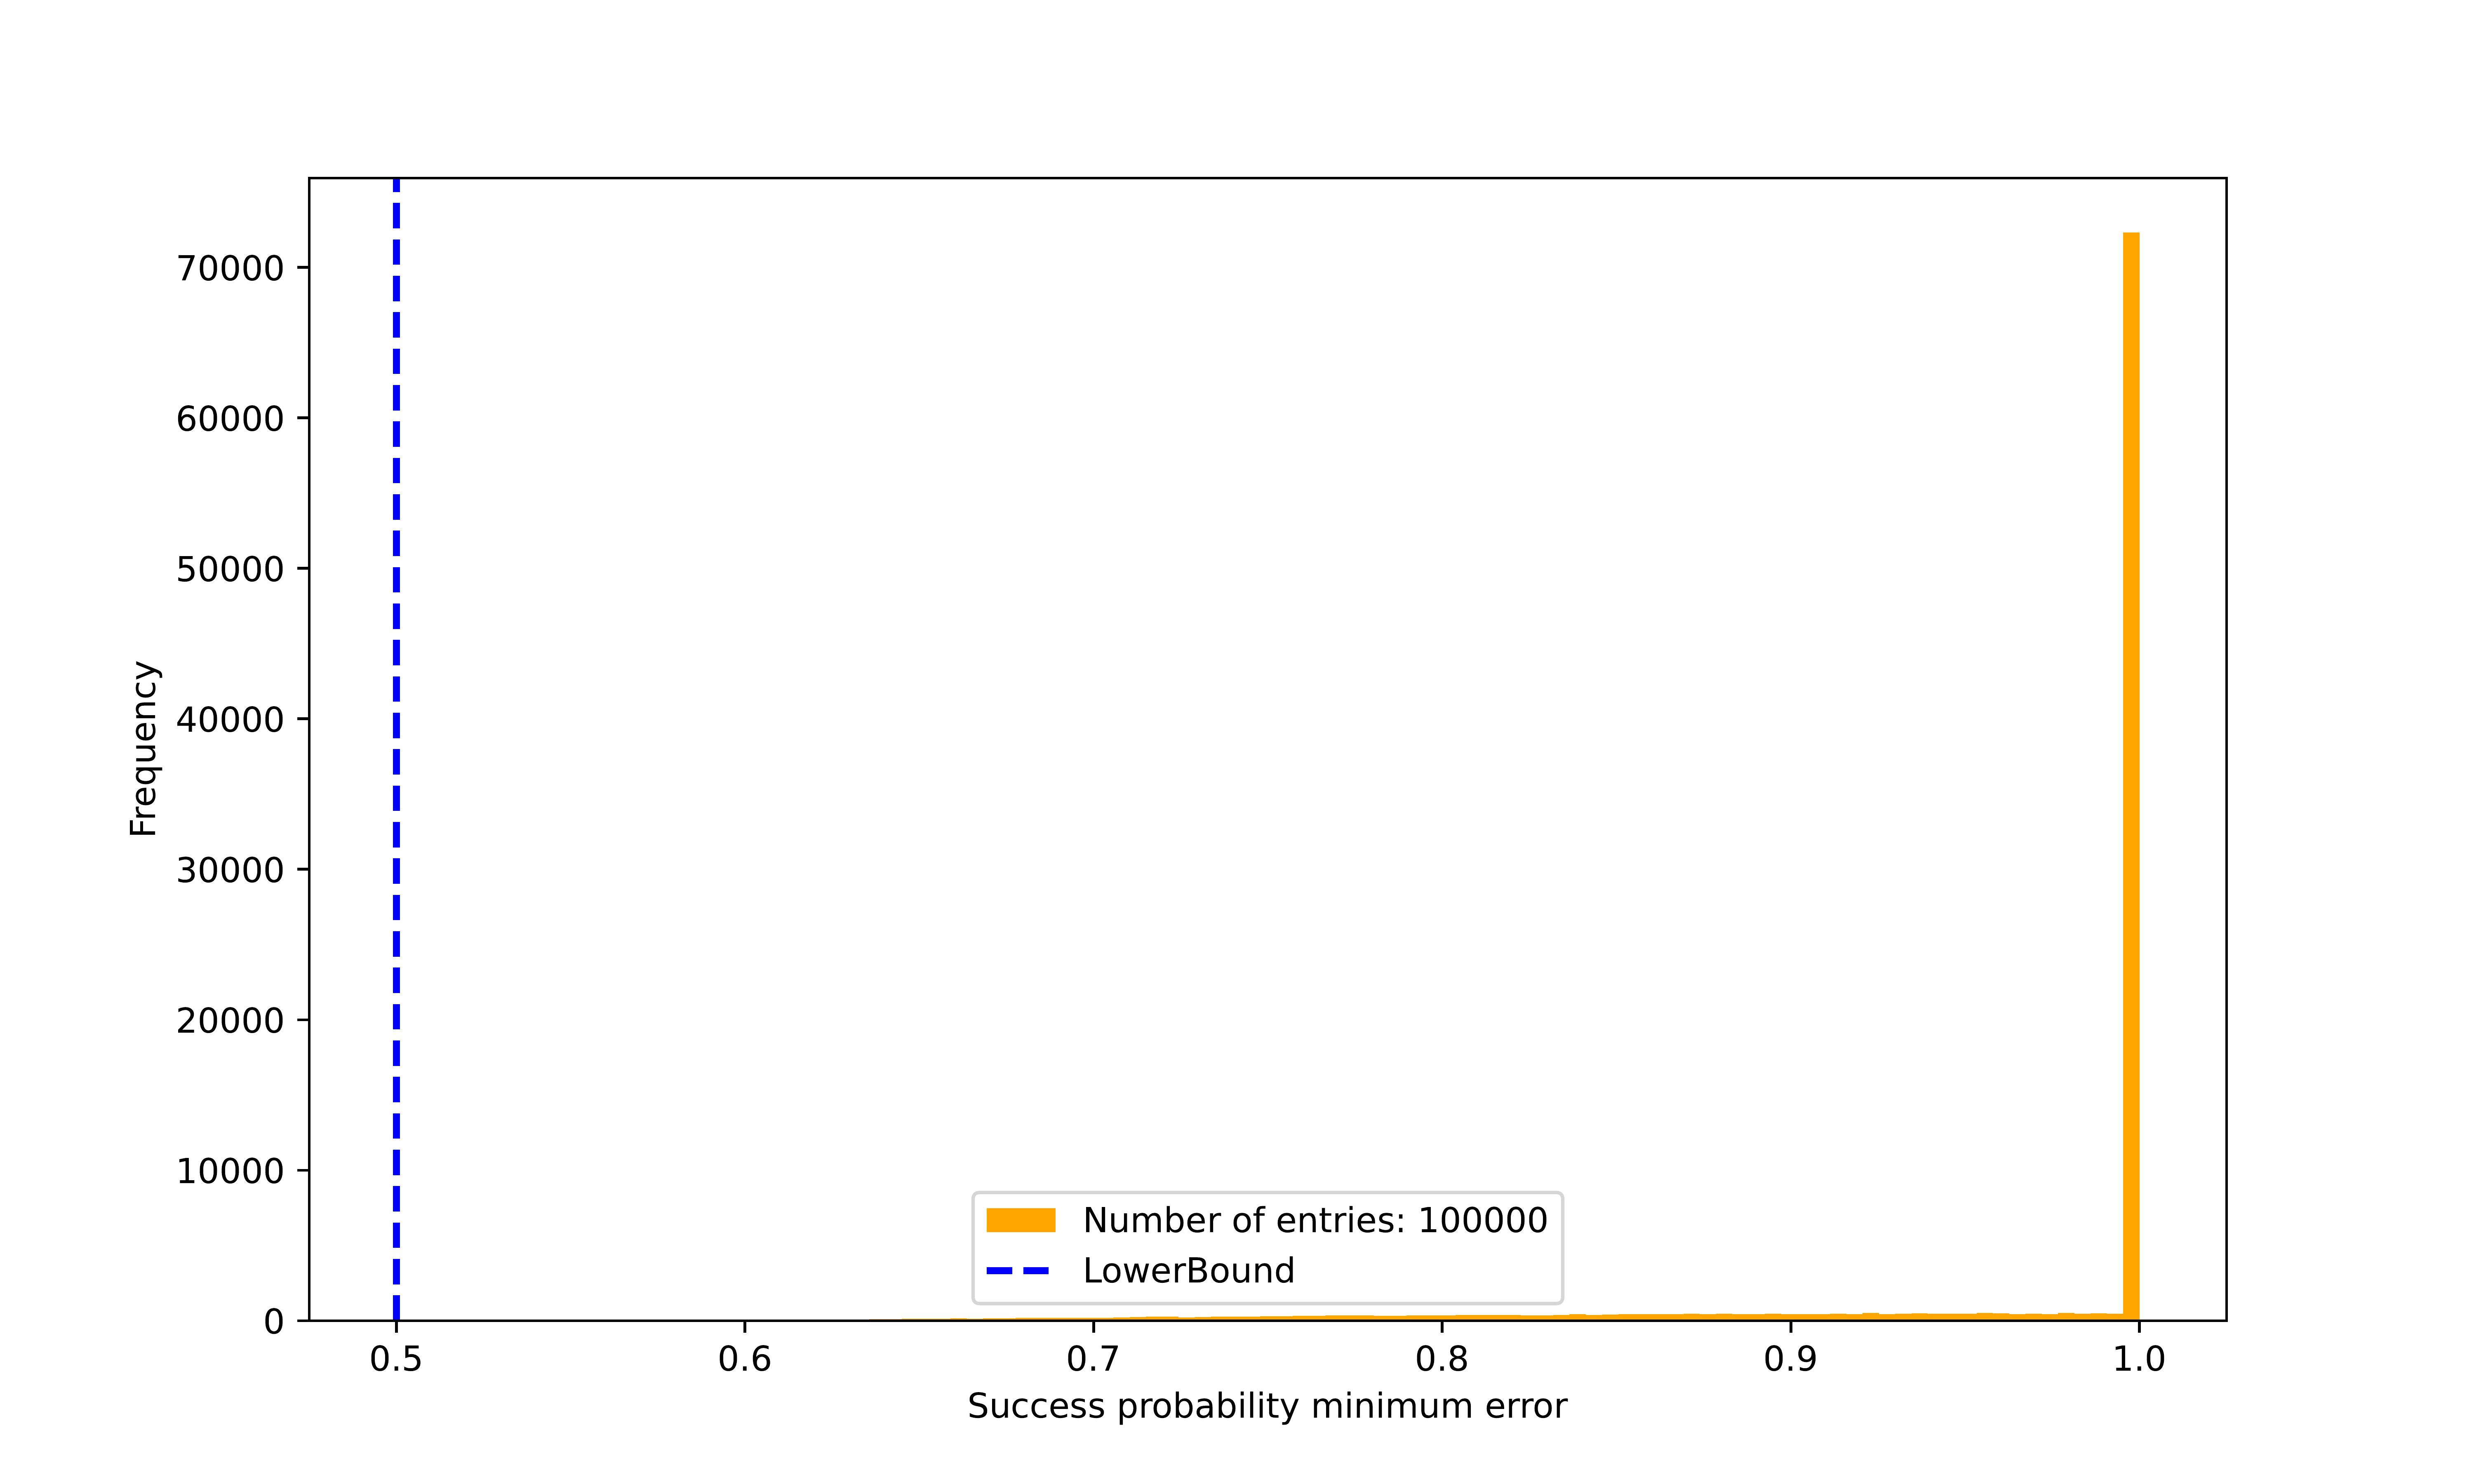 70000
60000
50000
40000
30000
20000
10000
0
Frequency
Number of entries: 100000
LowerBound
0.5 0.6 0.7 0.8 0.9 1.0
Success probability minimum error